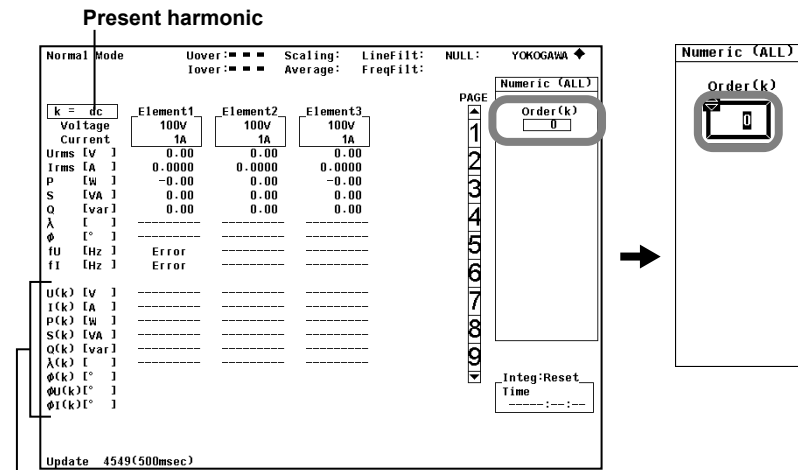 Present harmonic
Normal Mode Uover: Scaling: LineFilt: NULL: YOKOGAWA
Iover: Average: FreqFilt:
PAGE
Numeric (ALL)
Order(k)
0
k = dc Element1 Element2 Element3
Voltage 100V 100V 100V
Current 1A 1A 1A
Urms [V ] 0.00 0.00 0.00
Irms [A ] 0.0000 0.0000 0.0000
P [W ] -0.00 0.00 -0.00
S [VA ] 0.00 0.00 0.00
Q [var] 0.00 0.00 0.00
λ [ ] ---------- ---------- ----------
ϕ [° ] ---------- ---------- ----------
fU [Hz ] Error ---------- ----------
fI [Hz ] Error ---------- ----------
U(k) [V ] ---------- ---------- ----------
I(k) [A ] ---------- ---------- ----------
P(k) [W ] ---------- ---------- ----------
S(k) [VA ] ---------- ---------- ----------
Q(k) [var] ---------- ---------- ----------
λ(k) [ ] ---------- ---------- ----------
ϕ(k) [° ]
ϕU(k)[° ]
ϕI(k)[° ]
1
2
3
4
5
6
7
8
9
Integ:Reset
Time
-----:--:--
Update 4549(500msec)
Numeric (ALL)
Order(k)
0